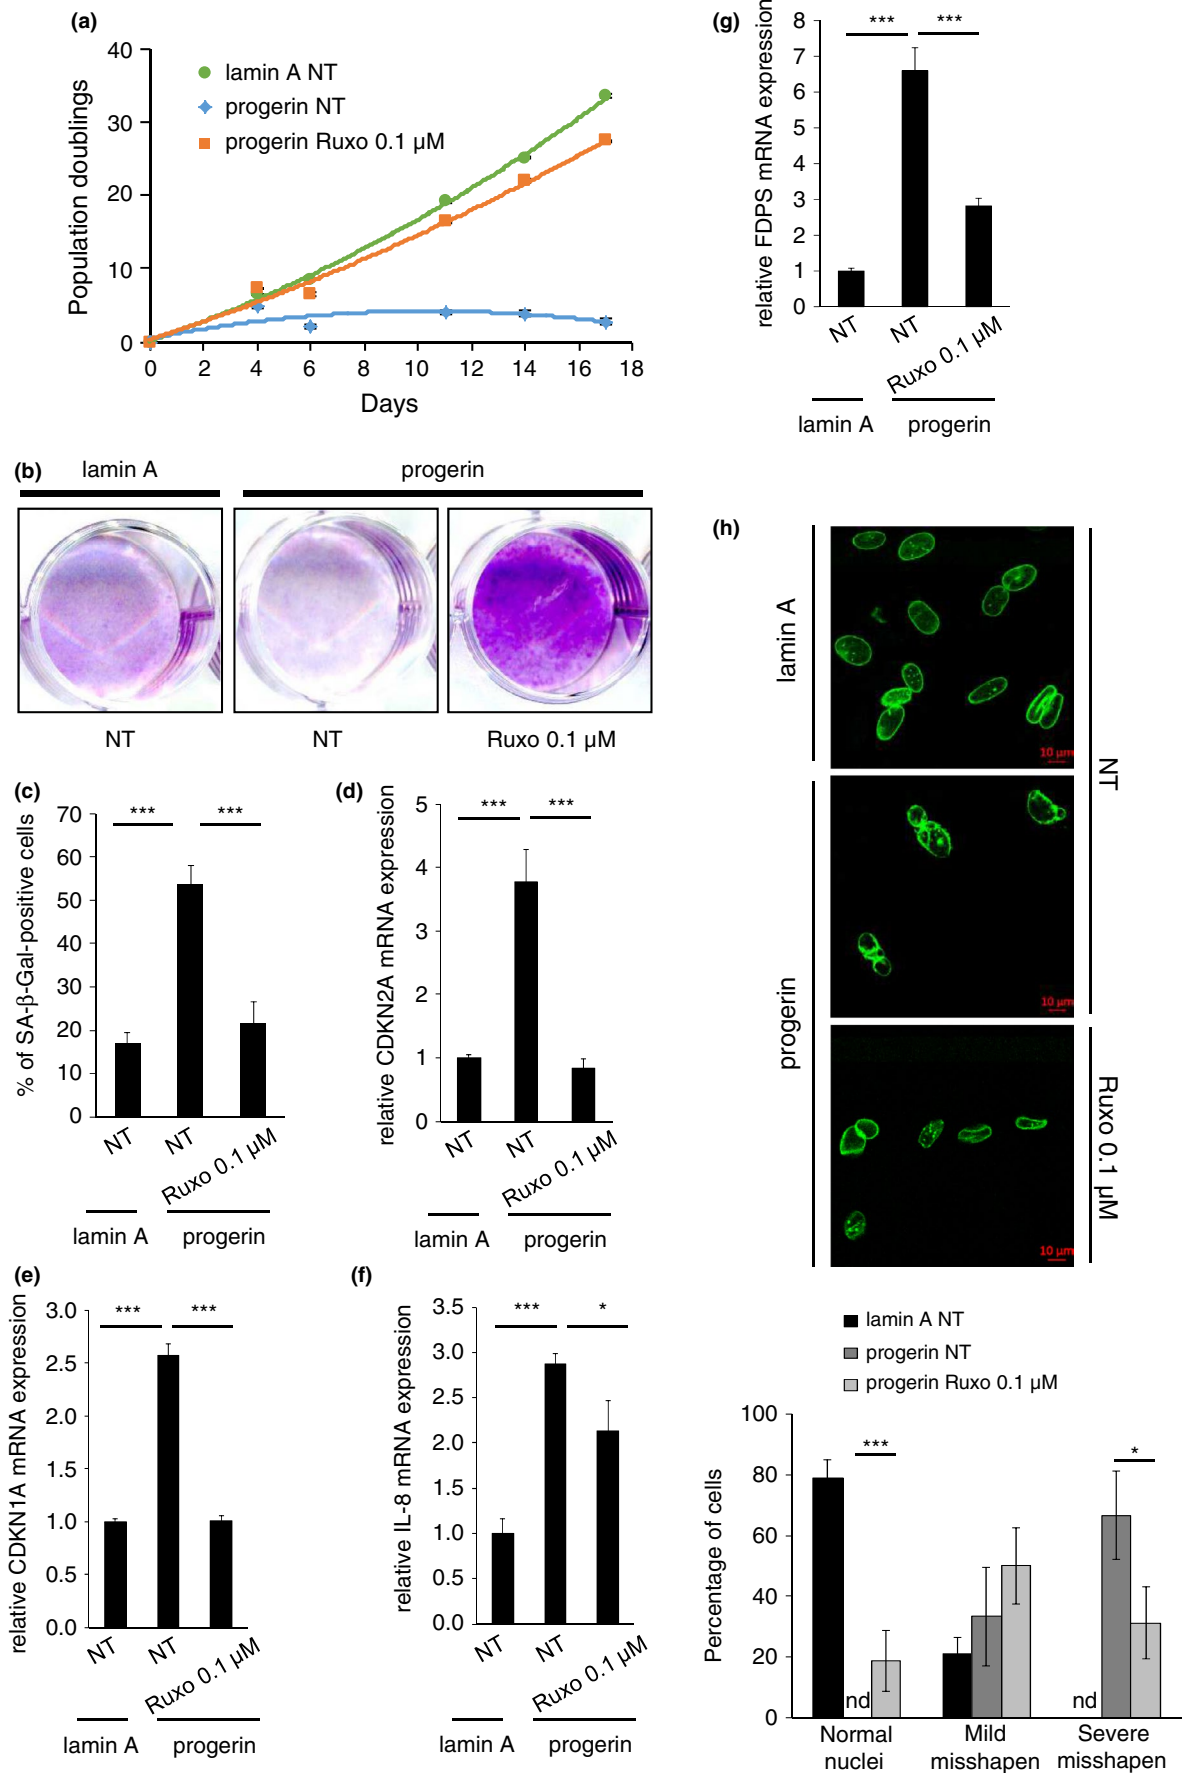 (a)
Population doublings
40
30
20
10
0
lamin A NT
progerin NT
progerin Ruxo 0.1 µM
0 2 4 6 8 10 12 14 16 18
Days
(b)
lamin A
progerin
NT
NT
Ruxo 0.1 µM
(c)
% of SA-β-Gal-positive cells
70
60
50
40
30
20
10
0
*** ***
NT
NT
Ruxo 0.1 µM
lamin A
progerin
(d)
relative CDKN2A mRNA expression
5
4
3
2
1
0
*** ***
NT
NT
Ruxo 0.1 µM
lamin A
progerin
(e)
relative CDKN1A mRNA expression
3.0
2.5
2.0
1.5
1.0
0.5
0.0
*** ***
NT
NT
Ruxo 0.1 µM
lamin A
progerin
(f)
relative IL-8 mRNA expression
3.5
3.0
2.5
2.0
1.5
1.0
0.5
0.0
*** *
NT
NT
Ruxo 0.1 µM
lamin A
progerin
(g)
relative FDPS mRNA expression
8
7
6
5
4
3
2
1
0
*** ***
NT
NT
Ruxo 0.1 µM
lamin A
progerin
(h)
lamin A
progerin
NT
Ruxo 0.1 µM
10 µm
10 µm
10 µm
lamin A NT
progerin NT
progerin Ruxo 0.1 µM
Percentage of cells
100
80
60
40
20
0
***
*
nd
nd
Normal nuclei
Mild misshapen
Severe misshapen